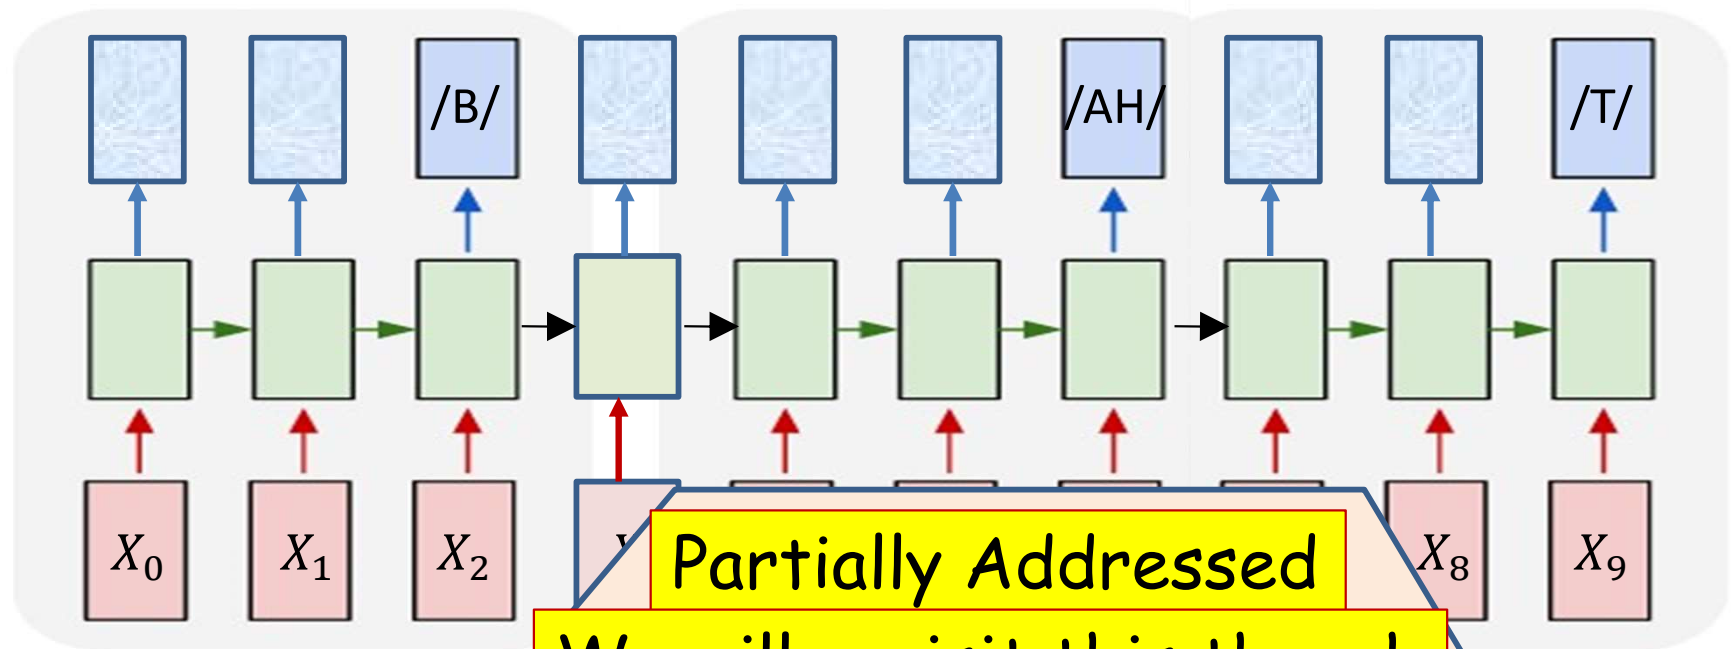 /B/ /AH/ /T/
X₀ X₁ X₂ X₈ X₉
Partially Addressed